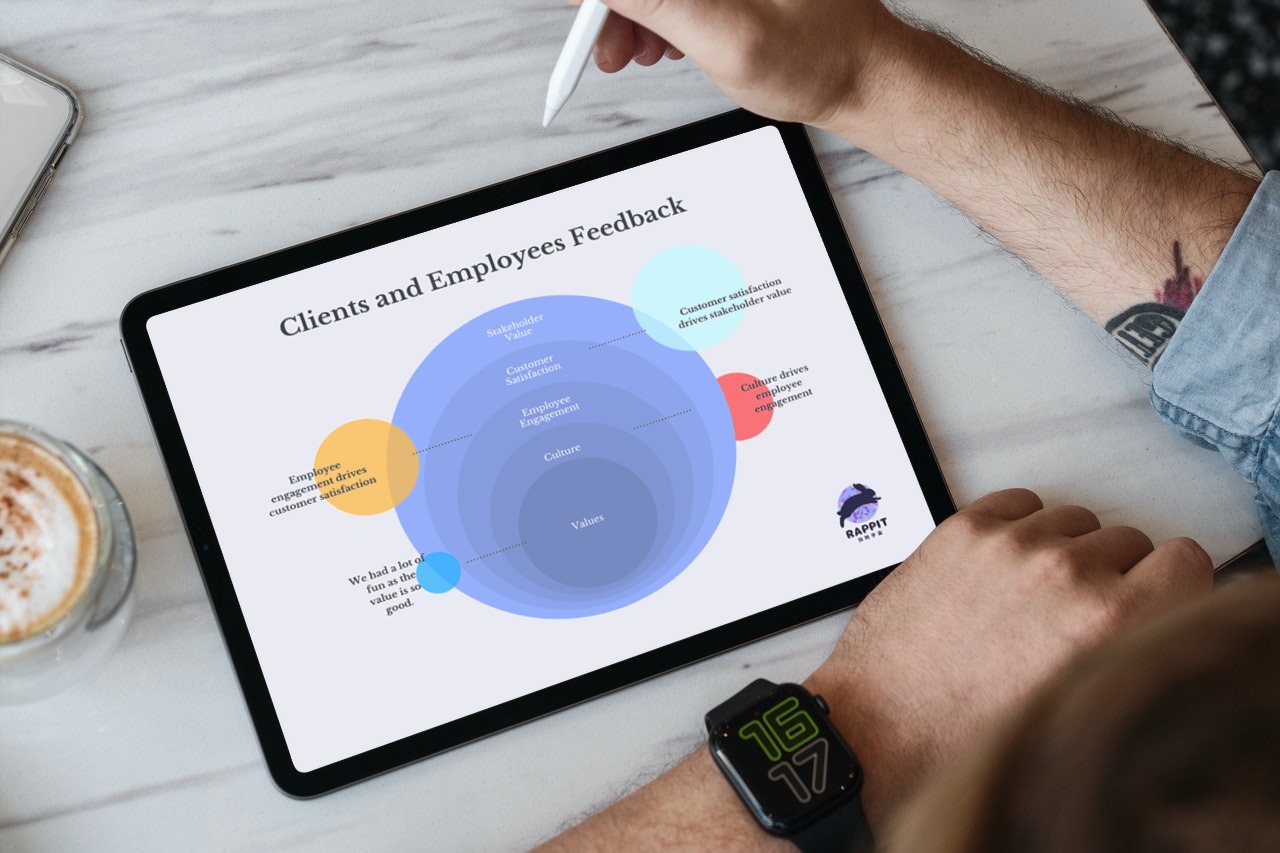 Clients and Employees Feedback
Stakeholder
Value
Customer satisfaction
drives stakeholder value
Customer
Satisfaction
Culture drives
employee
engagement
Employee
Engagement
Culture
Employee
engagement drives
customer satisfaction
Values
We had a lot of
fun as the
value is so
good.
RAPPIT
16
17